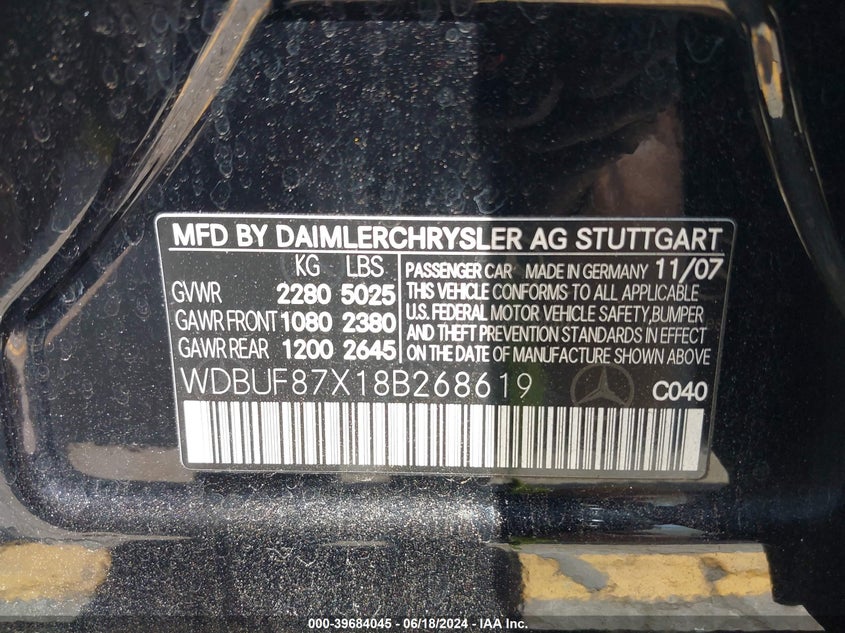 MFD BY DAIMLERCHRYSLER AG STUTTGART
KG LBS
GVWR 2280 5025
GAWR FRONT 1080 2380
GAWR REAR 1200 2645
PASSENGER CAR MADE IN GERMANY 11/07
THIS VEHICLE CONFORMS TO ALL APPLICABLE
U.S. FEDERAL MOTOR VEHICLE SAFETY,BUMPER
AND THEFT PREVENTION STANDARDS IN EFFECT
ON THE DATE OF MANUFACTURE SHOWN ABOVE.
WDBUF87X18B268619
C040
000-39684045 - 06/18/2024 - IAA Inc.